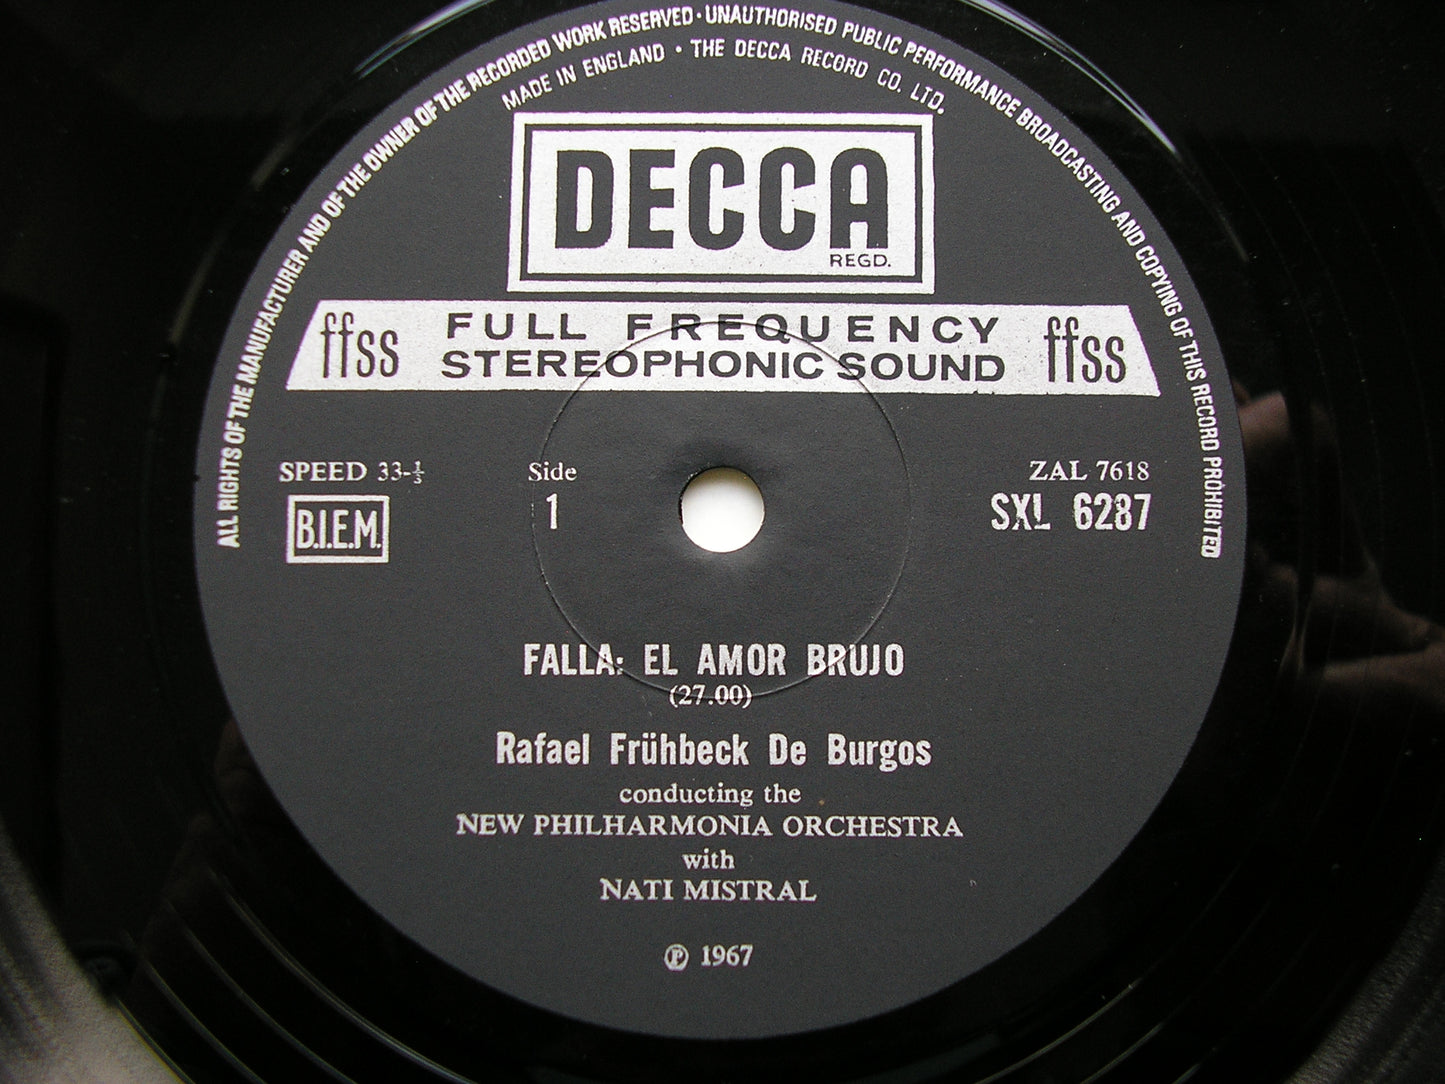 ALL RIGHTS OF THE MANUFACTURER AND OF THE OWNER OF THE RECORDED WORK RESERVED · UNAUTHORISED PUBLIC PERFORMANCE BROADCASTING AND COPYING OF THIS RECORD PROHIBITED
MADE IN ENGLAND · THE DECCA RECORD CO. LTD.
DECCA
REGD.
ffss FULL FREQUENCY ffss
STEREOPHONIC SOUND
SPEED 33-⅓ Side ZAL 7618
B.I.E.M. 1 SXL 6287
FALLA: EL AMOR BRUJO
(27.00)
Rafael Frühbeck De Burgos
conducting the
NEW PHILHARMONIA ORCHESTRA
with
NATI MISTRAL
℗ 1967